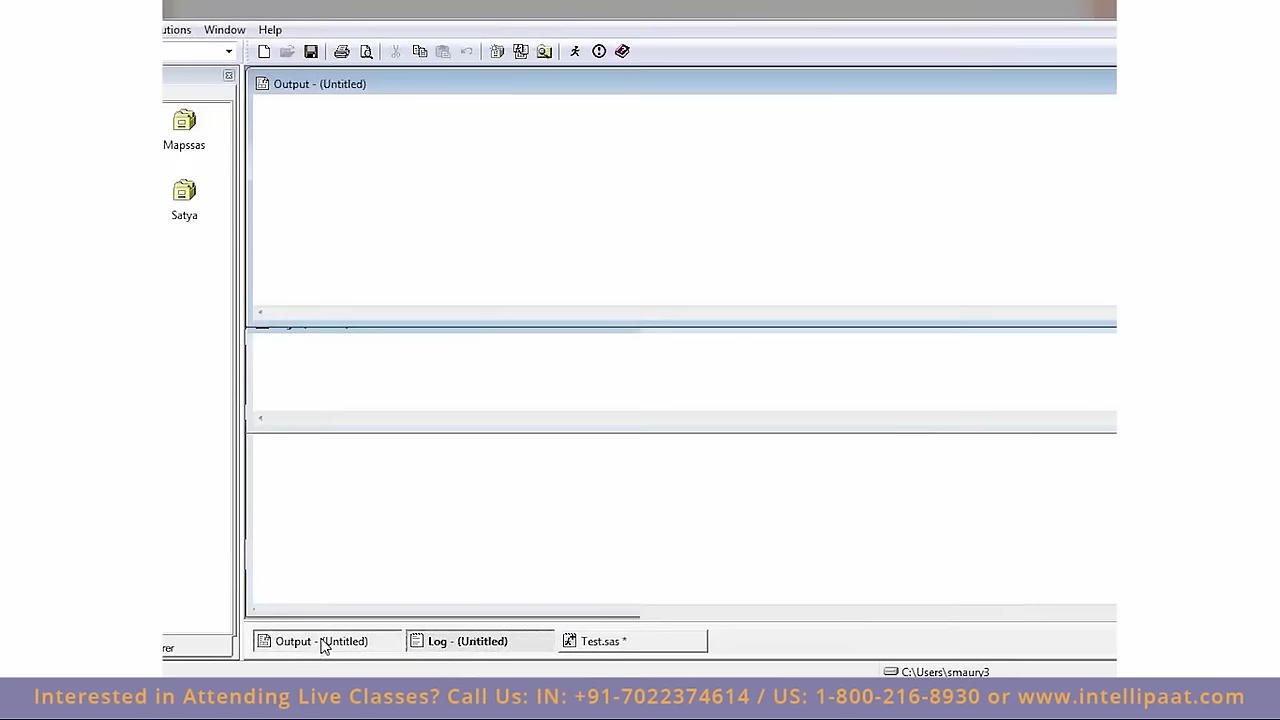 utions Window Help
Output - (Untitled)
Mapssas
Satya
Output - (Untitled) Log - (Untitled) Test.sas *
rer
C:\Users\smaury3
Interested in Attending Live Classes? Call Us: IN: +91-7022374614 / US: 1-800-216-8930 or www.intellipaat.com